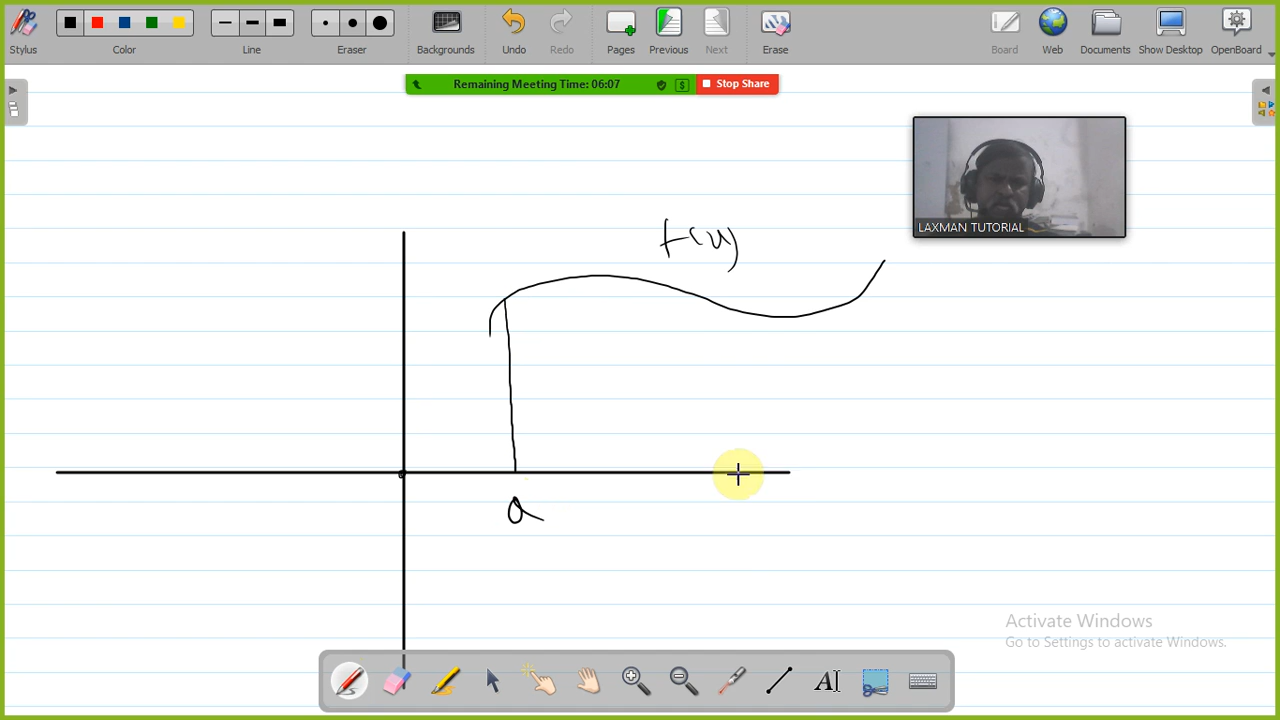 Stylus Color Line Eraser Backgrounds Undo Redo Pages Previous Next Erase Board Web Documents Show Desktop OpenBoard
Remaining Meeting Time: 06:07 $ Stop Share
LAXMAN TUTORIAL
f(x)
a
Activate Windows
Go to Settings to activate Windows.
AI